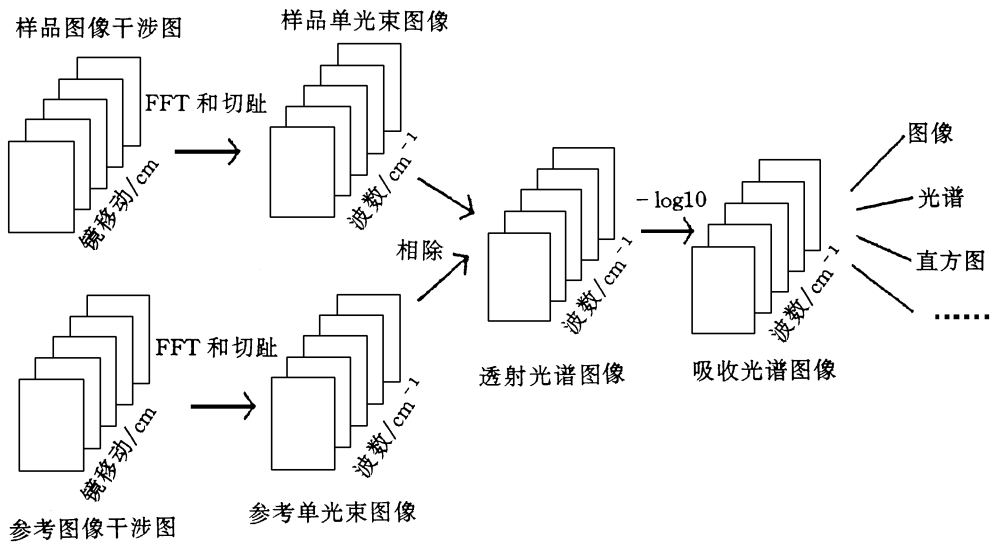 样品图像干涉图
样品单光束图像
FFT 和切趾
镜移动/cm
波数/cm⁻¹
图像
光谱
直方图
......
-log10
相除
波数/cm⁻¹
波数/cm⁻¹
透射光谱图像
吸收光谱图像
FFT 和切趾
镜移动/cm
波数/cm⁻¹
参考图像干涉图
参考单光束图像